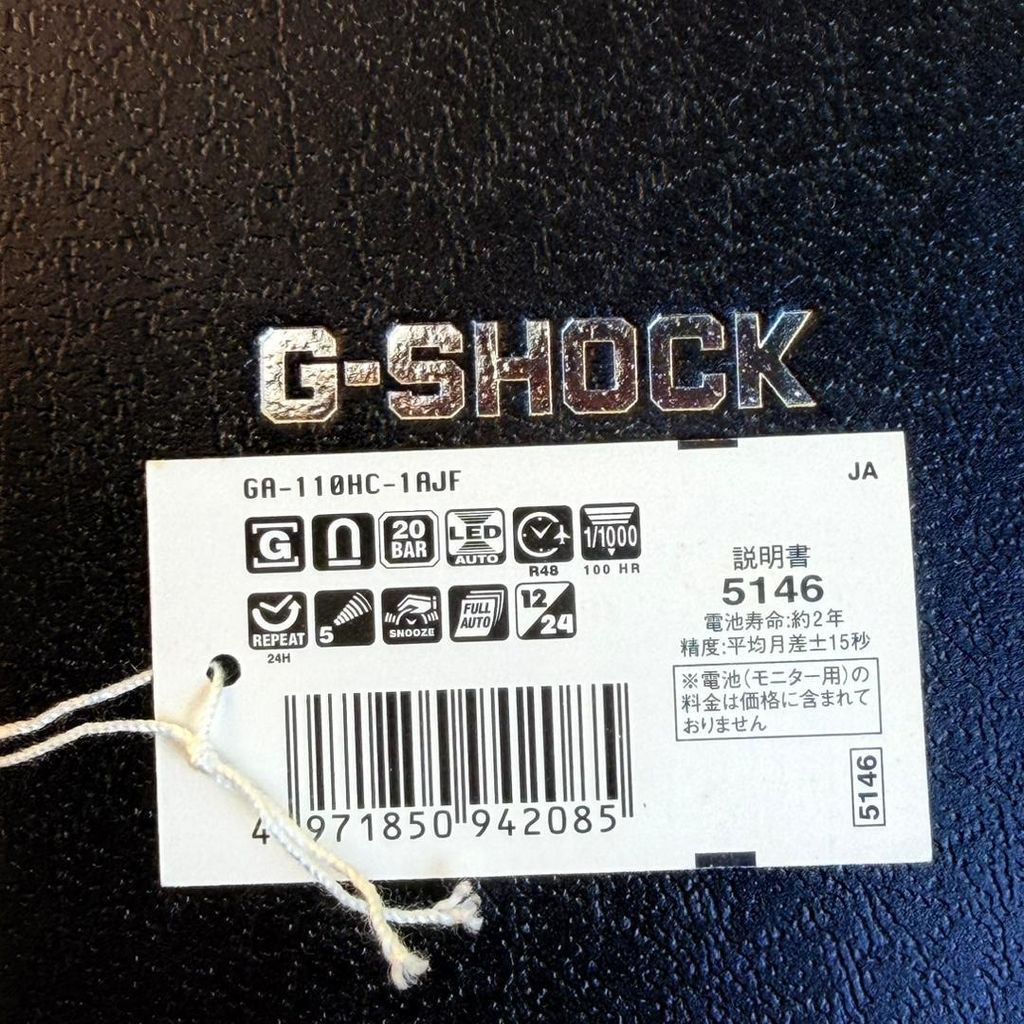 G-SHOCK
GA-110HC-1AJF
JA
G
20
BAR
LED
AUTO
R48
1/1000
100 HR
REPEAT
24H
5
SNOOZE
FULL
AUTO
12/24
説明書
5146
電池寿命:約2年
精度:平均月差±15秒
※電池(モニター用)の
料金は価格に含まれて
おりません
5146
4 971850 942085